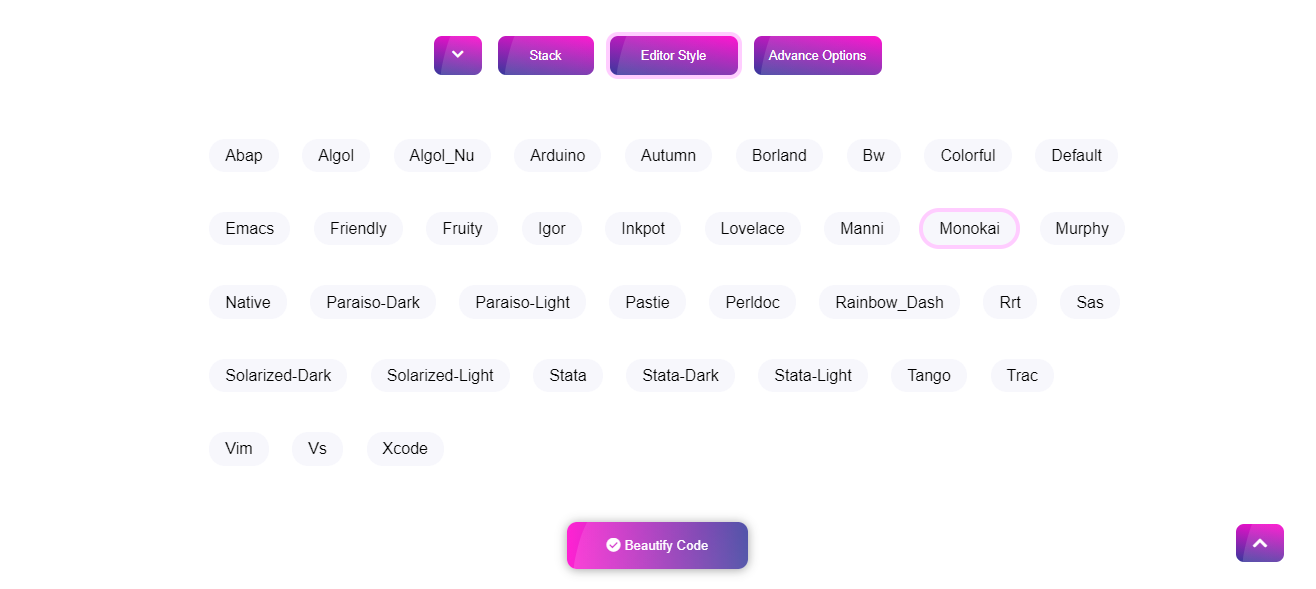 Stack Editor Style Advance Options
Abap Algol Algol_Nu Arduino Autumn Borland Bw Colorful Default
Emacs Friendly Fruity Igor Inkpot Lovelace Manni Monokai Murphy
Native Paraiso-Dark Paraiso-Light Pastie Perldoc Rainbow_Dash Rrt Sas
Solarized-Dark Solarized-Light Stata Stata-Dark Stata-Light Tango Trac
Vim Vs Xcode
Beautify Code